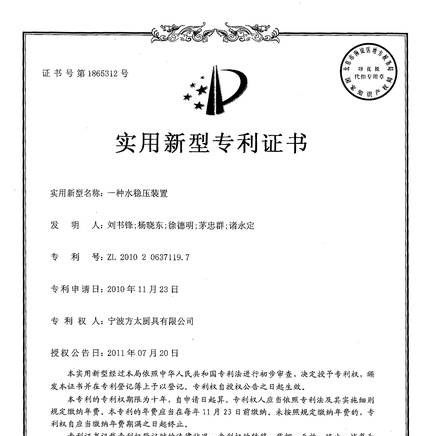 证书号第1865312号
实用新型专利证书
实用新型名称：一种水稳压装置
发 明 人：刘书锋;杨晓东;徐德明;茅忠群;诸永定
专 利 号：ZL 2010 2 0637119.7
专利申请日：2010年11月23日
专 利 权 人：宁波方太厨具有限公司
授权公告日：2011年07月20日
本实用新型经过本局依照中华人民共和国专利法进行初步审查，决定授予专利权，颁
发本证书并在专利登记簿上予以登记。专利权自授权公告之日起生效。
本专利的专利权期限为十年，自申请日起算。专利权人应当依照专利法及其实施细则
规定缴纳年费。本专利的年费应当在每年11月23日前缴纳。未按照规定缴纳年费的，专
利权自应当缴纳年费期满之日起终止。